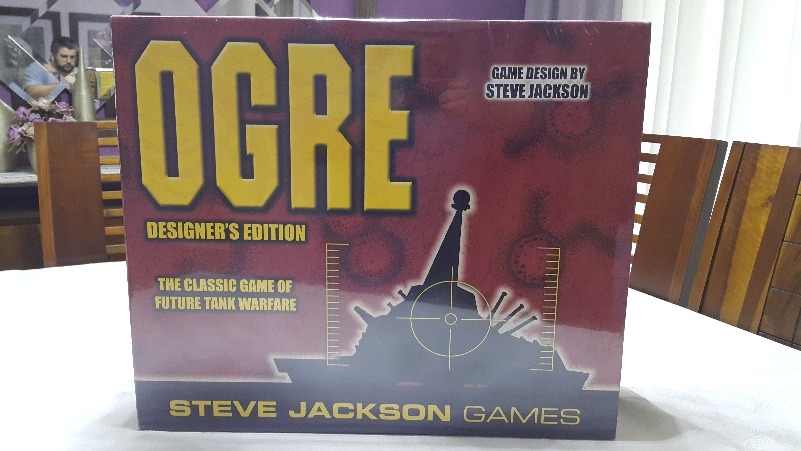 OGRE
GAME DESIGN BY
STEVE JACKSON
DESIGNER'S EDITION
THE CLASSIC GAME OF
FUTURE TANK WARFARE
STEVE JACKSON GAMES